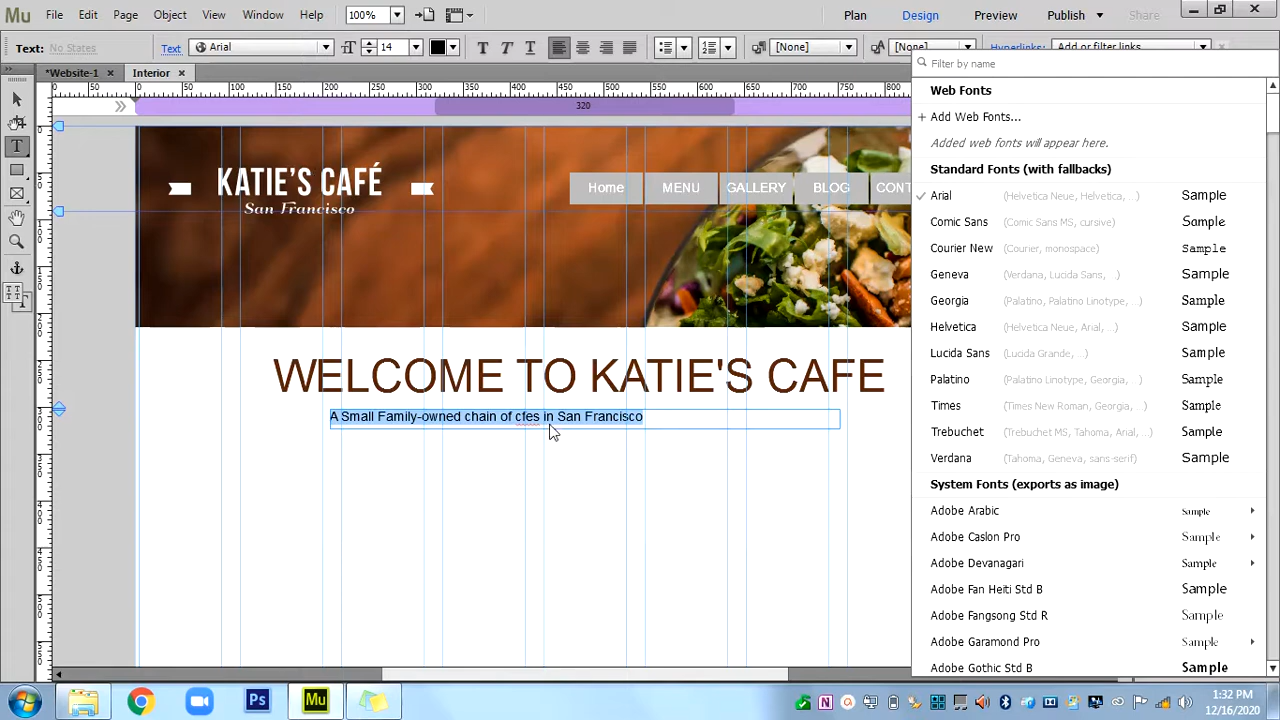 Mu File Edit Page Object View Window Help 100% Plan Design Preview Publish Share
Text: No States Text Arial 14 [None] [None] Hyperlinks: Add or filter links
*Website-1 Interior
320
KATIE'S CAFÉ
San Francisco
Home MENU GALLERY BLOG CONT
WELCOME TO KATIE'S CAFE
A Small Family-owned chain of cfes in San Francisco
Filter by name
Web Fonts
+ Add Web Fonts...
Added web fonts will appear here.
Standard Fonts (with fallbacks)
Arial (Helvetica Neue, Helvetica, ...) Sample
Comic Sans (Comic Sans MS, cursive) Sample
Courier New (Courier, monospace) Sample
Geneva (Verdana, Lucida Sans, ...) Sample
Georgia (Palatino, Palatino Linotype, ...) Sample
Helvetica (Helvetica Neue, Arial, ...) Sample
Lucida Sans (Lucida Grande, ...) Sample
Palatino (Palatino Linotype, Georgia, ...) Sample
Times (Times New Roman, Georgia, ...) Sample
Trebuchet (Trebuchet MS, Tahoma, Arial, ...) Sample
Verdana (Tahoma, Geneva, sans-serif) Sample
System Fonts (exports as image)
Adobe Arabic Sample
Adobe Caslon Pro Sample
Adobe Devanagari Sample
Adobe Fan Heiti Std B Sample
Adobe Fangsong Std R Sample
Adobe Garamond Pro Sample
Adobe Gothic Std B Sample
Ps Mu
1:32 PM
12/16/2020